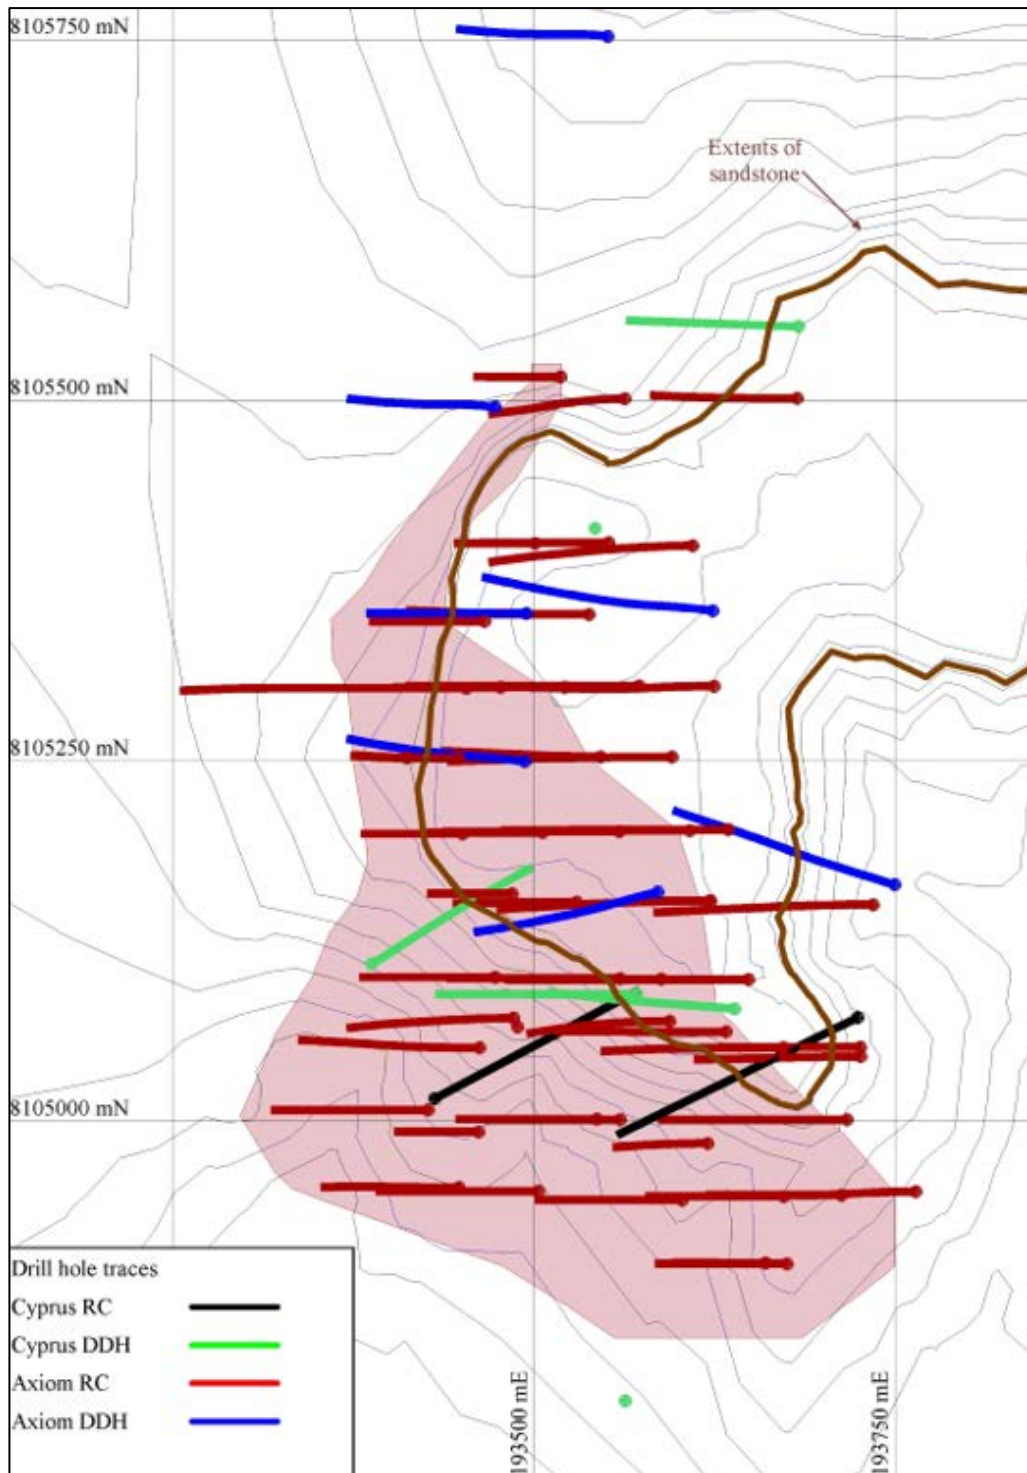 8105750 mN
Extents of
sandstone
8105500 mN
8105250 mN
8105000 mN
Drill hole traces
Cyprus RC
Cyprus DDH
Axiom RC
Axiom DDH
193500 mE
193750 mE